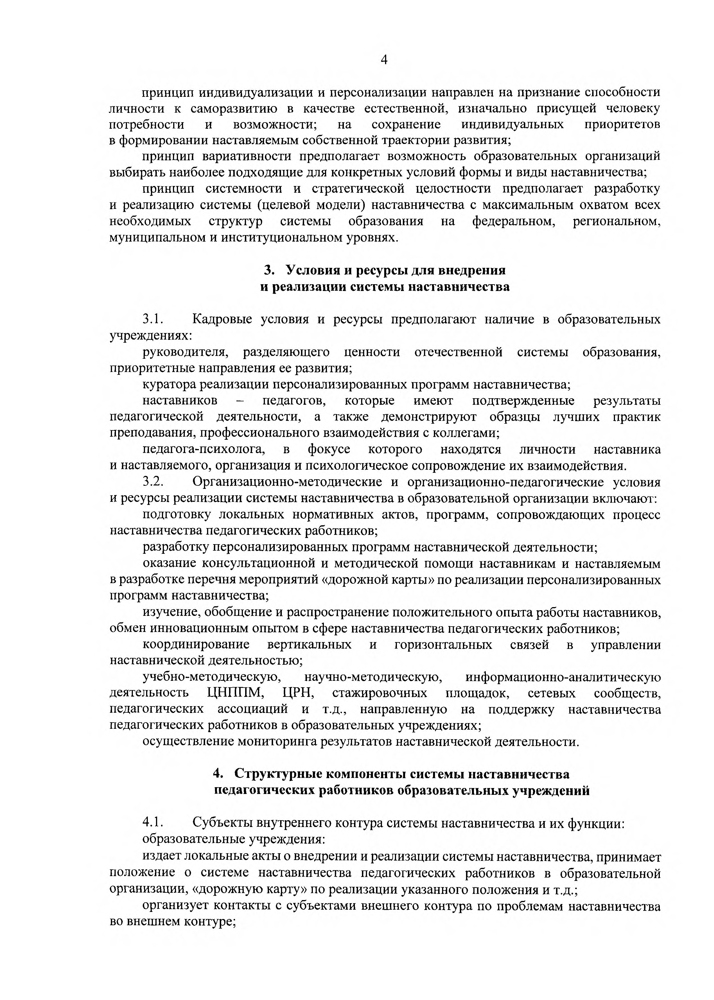 4
принцип индивидуализации и персонализации направлен на признание способности
личности к саморазвитию в качестве естественной, изначально присущей человеку
потребности и возможности; на сохранение индивидуальных приоритетов
в формировании наставляемым собственной траектории развития;
принцип вариативности предполагает возможность образовательных организаций
выбирать наиболее подходящие для конкретных условий формы и виды наставничества;
принцип системности и стратегической целостности предполагает разработку
и реализацию системы (целевой модели) наставничества с максимальным охватом всех
необходимых структур системы образования на федеральном, региональном,
муниципальном и институциональном уровнях.
3. Условия и ресурсы для внедрения
и реализации системы наставничества
3.1. Кадровые условия и ресурсы предполагают наличие в образовательных
учреждениях:
руководителя, разделяющего ценности отечественной системы образования,
приоритетные направления ее развития;
куратора реализации персонализированных программ наставничества;
наставников – педагогов, которые имеют подтвержденные результаты
педагогической деятельности, а также демонстрируют образцы лучших практик
преподавания, профессионального взаимодействия с коллегами;
педагога-психолога, в фокусе которого находятся личности наставника
и наставляемого, организация и психологическое сопровождение их взаимодействия.
3.2. Организационно-методические и организационно-педагогические условия
и ресурсы реализации системы наставничества в образовательной организации включают:
подготовку локальных нормативных актов, программ, сопровождающих процесс
наставничества педагогических работников;
разработку персонализированных программ наставнической деятельности;
оказание консультационной и методической помощи наставникам и наставляемым
в разработке перечня мероприятий «дорожной карты» по реализации персонализированных
программ наставничества;
изучение, обобщение и распространение положительного опыта работы наставников,
обмен инновационным опытом в сфере наставничества педагогических работников;
координирование вертикальных и горизонтальных связей в управлении
наставнической деятельностью;
учебно-методическую, научно-методическую, информационно-аналитическую
деятельность ЦНППМ, ЦРН, стажировочных площадок, сетевых сообществ,
педагогических ассоциаций и т.д., направленную на поддержку наставничества
педагогических работников в образовательных учреждениях;
осуществление мониторинга результатов наставнической деятельности.
4. Структурные компоненты системы наставничества
педагогических работников образовательных учреждений
4.1. Субъекты внутреннего контура системы наставничества и их функции:
образовательные учреждения:
издает локальные акты о внедрении и реализации системы наставничества, принимает
положение о системе наставничества педагогических работников в образовательной
организации, «дорожную карту» по реализации указанного положения и т.д.;
организует контакты с субъектами внешнего контура по проблемам наставничества
во внешнем контуре;